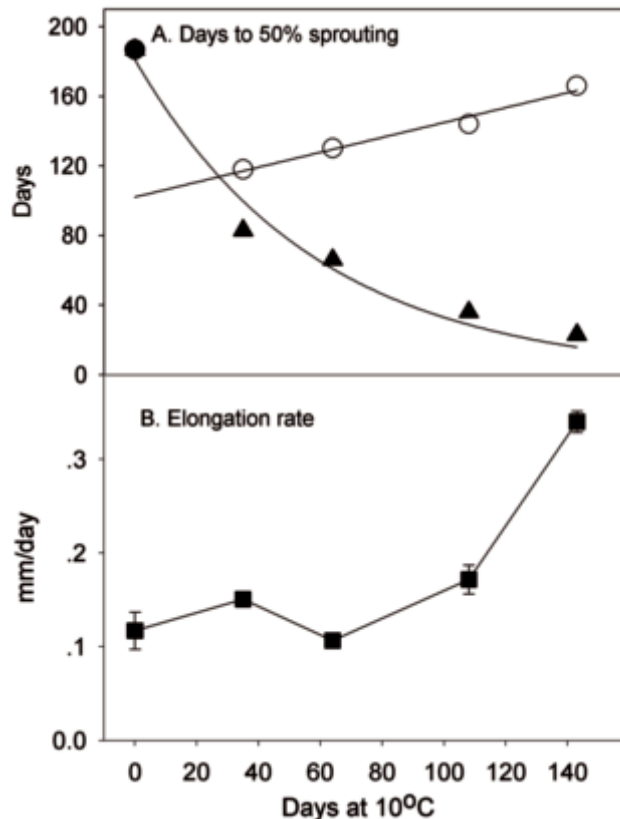 200
A. Days to 50% sprouting
160
120
Days
80
40
0
B. Elongation rate
.3
mm/day
.2
.1
0.0
0 20 40 60 80 100 120 140
Days at 10⁰C